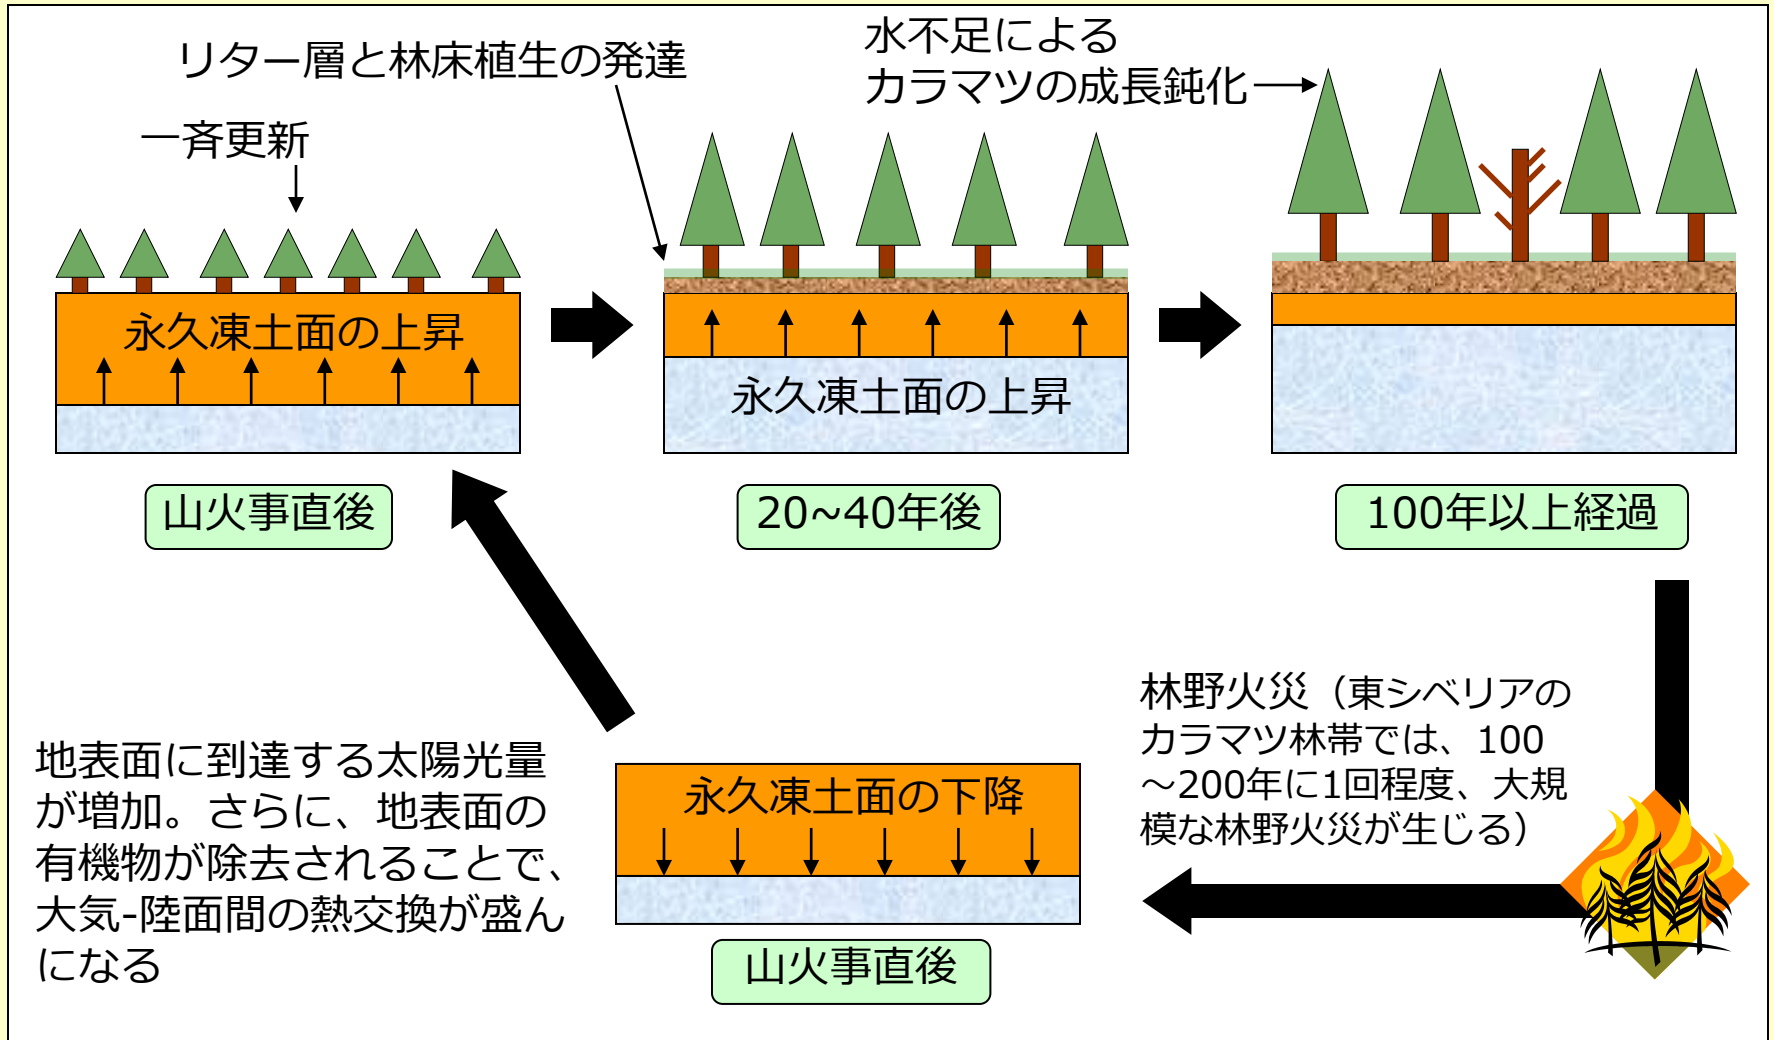 リター層と林床植生の発達
一斉更新
水不足による
カラマツの成長鈍化
永久凍土面の上昇
永久凍土面の上昇
山火事直後
20~40年後
100年以上経過
林野火災（東シベリアの
カラマツ林帯では、100
～200年に1回程度、大規
模な林野火災が生じる）
地表面に到達する太陽光量
が増加。さらに、地表面の
有機物が除去されることで、
大気-陸面間の熱交換が盛ん
になる
永久凍土面の下降
山火事直後